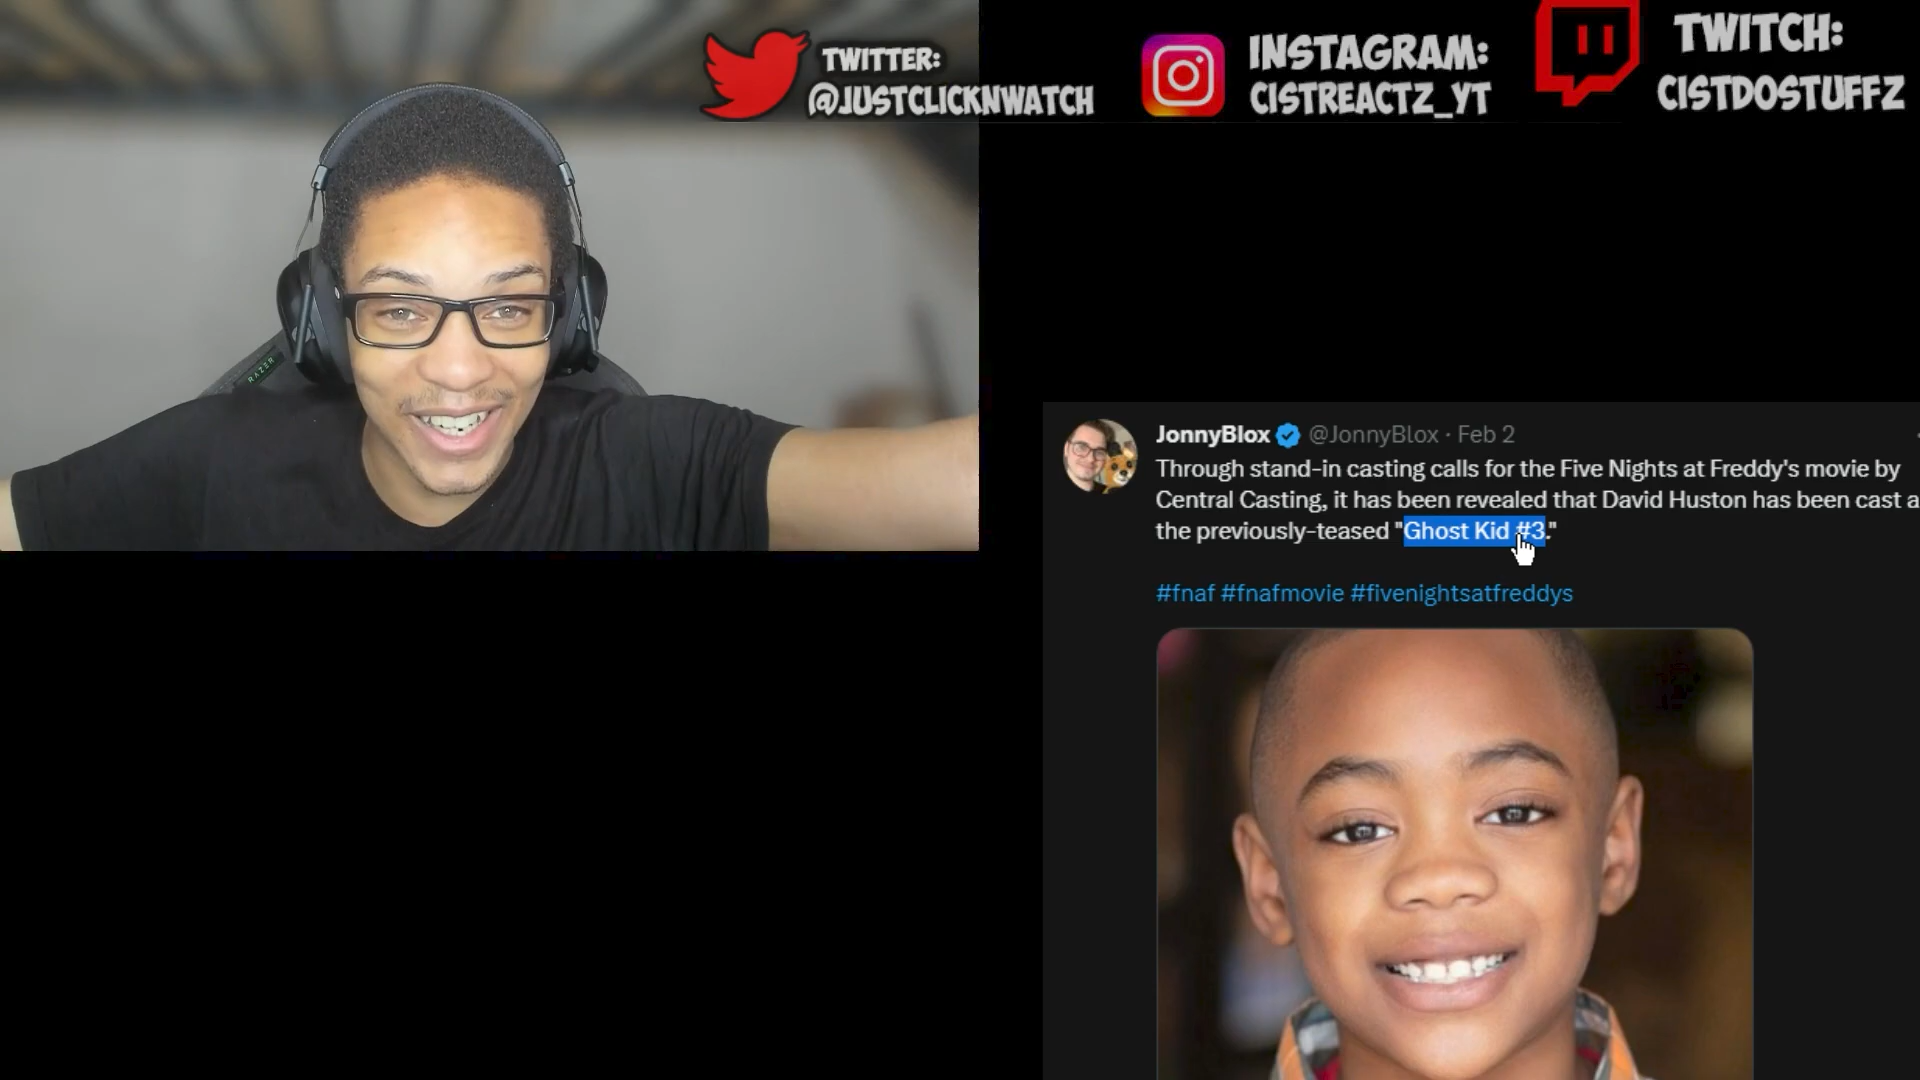 TWITTER:
@JUSTCLICKNWATCH
INSTAGRAM:
CISTREACTZ_YT
TWITCH:
CISTDOSTUFFZ
RAZER
JonnyBlox @JonnyBlox · Feb 2
Through stand-in casting calls for the Five Nights at Freddy's movie by
Central Casting, it has been revealed that David Huston has been cast a
the previously-teased "Ghost Kid #3."
#fnaf #fnafmovie #fivenightsatfreddys